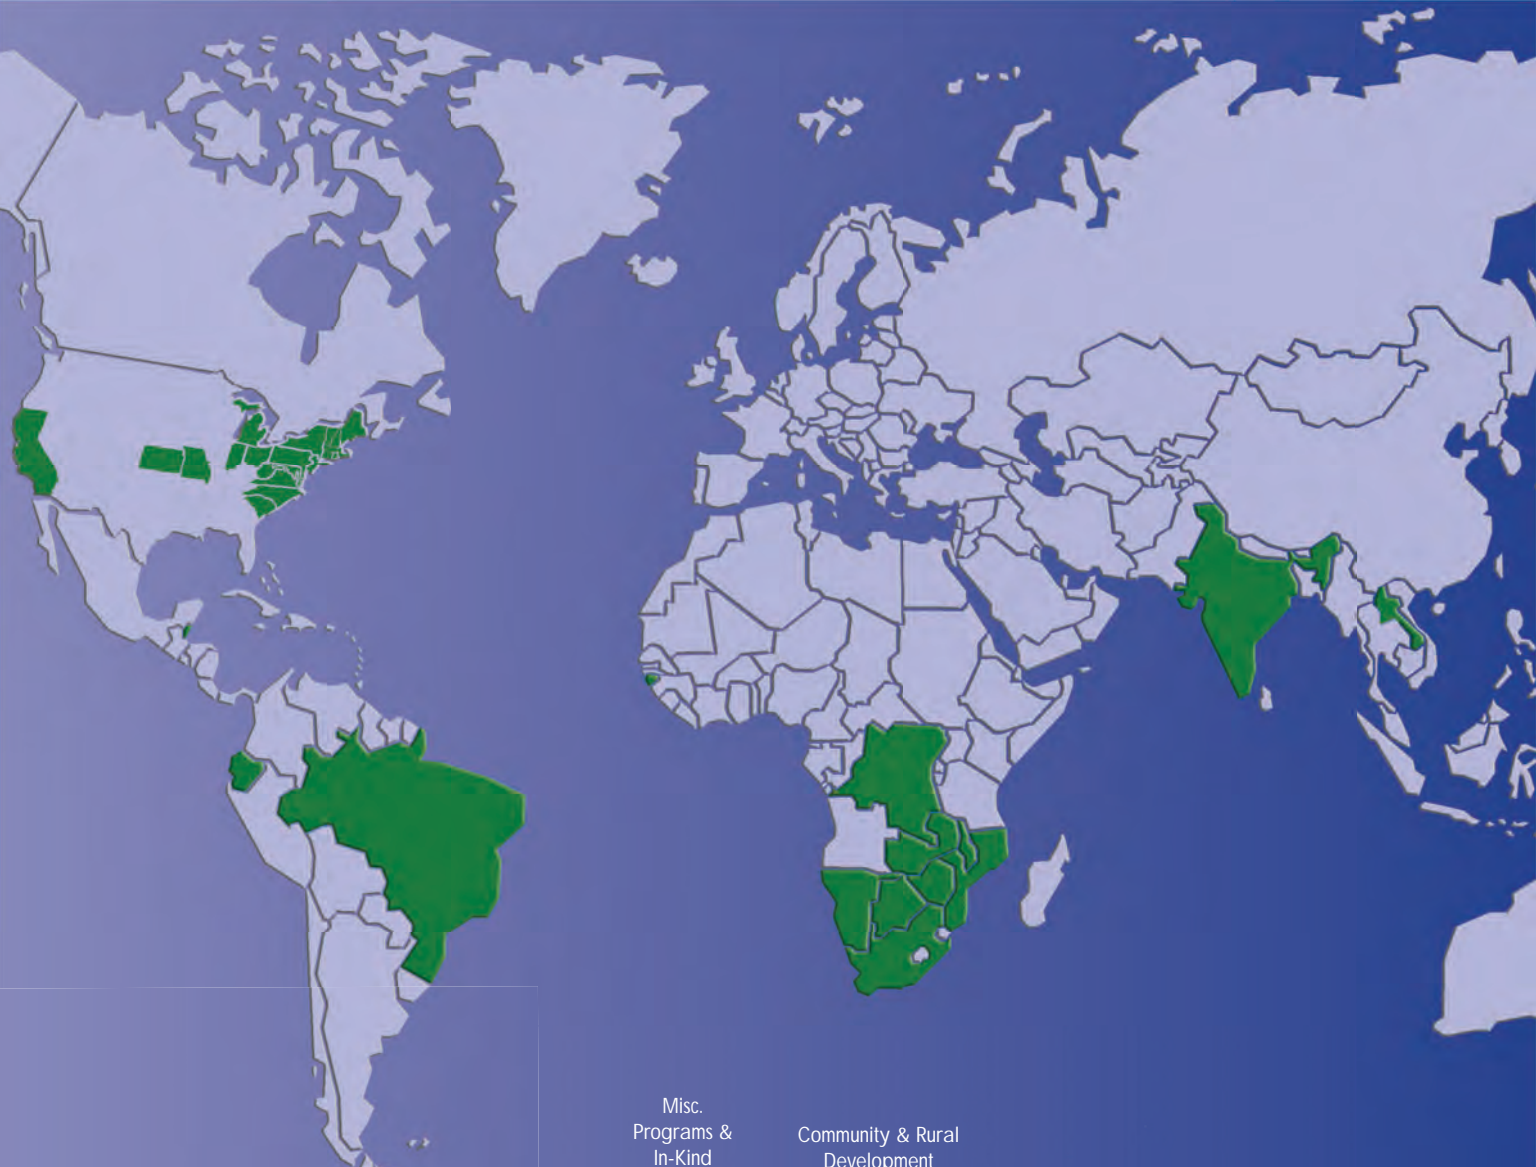 Misc.
Programs &
In-Kind
Community & Rural
Development